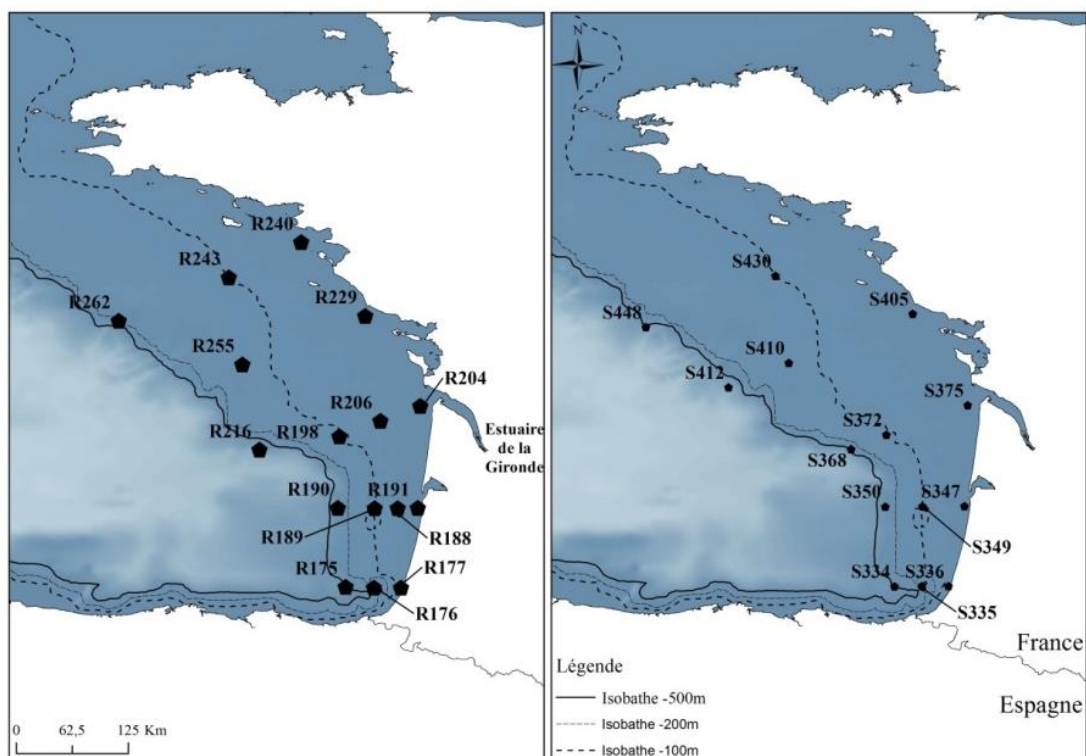 R240
R243
R262
R229
R255
R204
R206
R216
R198
Estuaire
de la
Gironde
R190
R191
R189
R188
R175
R177
R176
0 62,5 125 Km
N
S430
S448
S405
S410
S412
S375
S372
S368
S350
S347
S349
S334
S336
S335
France
Espagne
Légende
Isobathe -500m
Isobathe -200m
Isobathe -100m